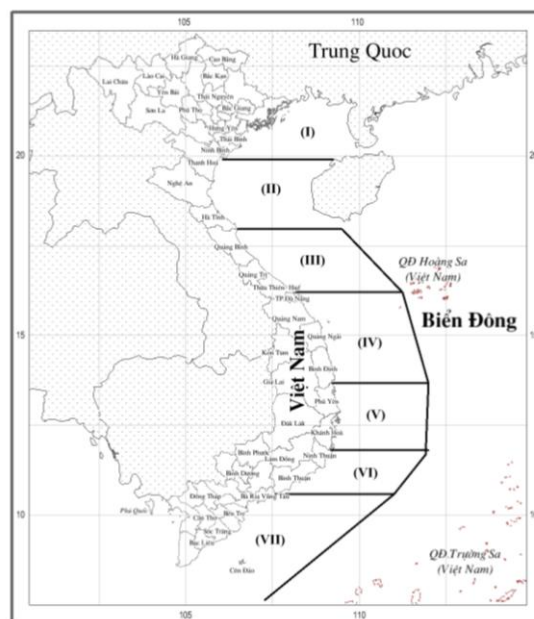 105 110
Trung Quoc
Hà Giang
Cao Bằng
Lào Cai
Lai Châu
Bắc Kạn
Yên Bái
Thái Nguyên
Sơn La
Phú Thọ
Bắc Giang
Hưng Yên
Thái Bình
Ninh Bình
(I)
20 20
Thanh Hoá
Nghệ An
(II)
Hà Tĩnh
Quảng Bình
(III)
QĐ Hoàng Sa
(Việt Nam)
Quảng Trị
Thừa Thiên-Huế
TP.Đà Nẵng
Quảng Nam
Biển Đông
15 15
Quảng Ngãi
(IV)
Kon Tum
Việt Nam
Bình Định
Gia Lai
Phú Yên
(V)
Đăk Lak
Khánh Hoà
Bình Phước
Lâm Đồng
Ninh Thuận
(VI)
Bình Dương
Bình Thuận
Đồng Tháp
Bà Rịa Vũng Tàu
Phú Quốc
Bến Tre
10 10
Cần Thơ
Sóc Trăng
Bạc Liêu
(VII)
QĐ.Trường Sa
(Việt Nam)
Côn Đảo
105 110